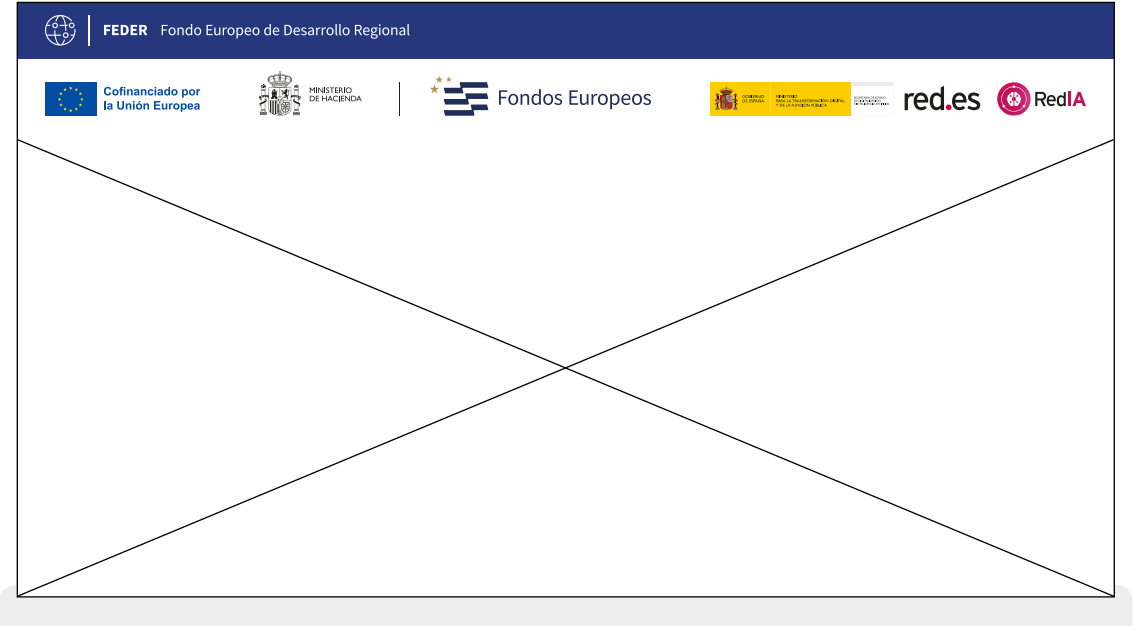 FEDER Fondo Europeo de Desarrollo Regional
Cofinanciado por
la Unión Europea
MINISTERIO
DE HACIENDA
Fondos Europeos
GOBIERNO
DE ESPAÑA
MINISTERIO
PARA LA TRANSFORMACIÓN DIGITAL
Y DE LA FUNCIÓN PÚBLICA
red.es
RedIA